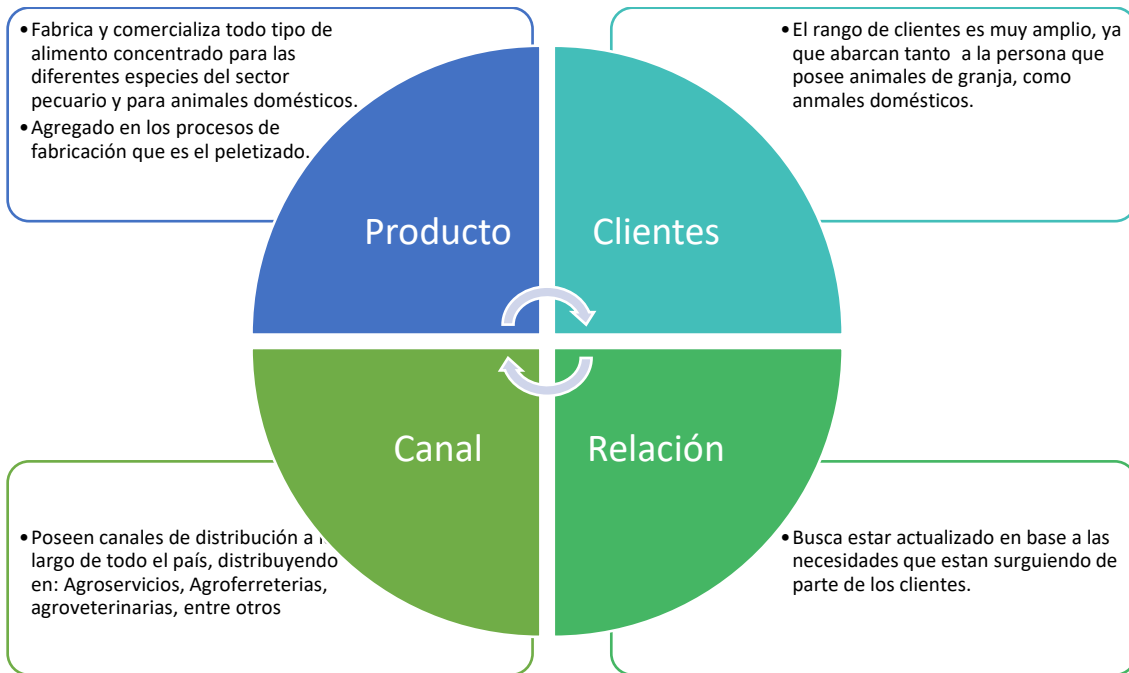 • Fabrica y comercializa todo tipo de
alimento concentrado para las
diferentes especies del sector
pecuario y para animales domésticos.
• Agregado en los procesos de
fabricación que es el peletizado.
• El rango de clientes es muy amplio, ya
que abarcan tanto a la persona que
posee animales de granja, como
anmales domésticos.
Producto
Clientes
Canal
Relación
• Poseen canales de distribución a
largo de todo el país, distribuyendo
en: Agroservicios, Agroferreterias,
agroveterinarias, entre otros
• Busca estar actualizado en base a las
necesidades que estan surguiendo de
parte de los clientes.